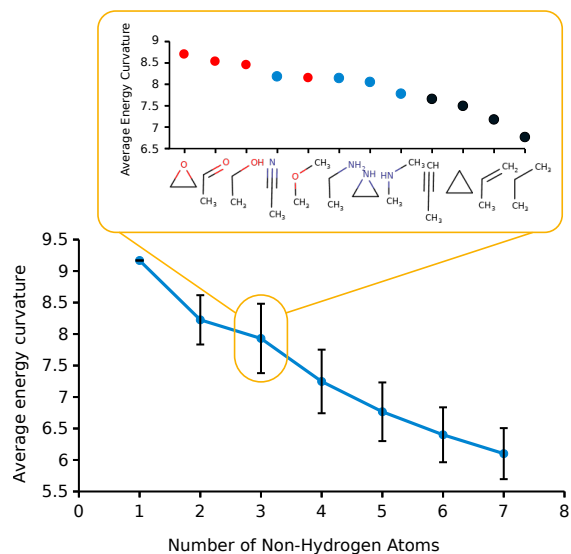 Average Energy Curvature
9
8.5
8
7.5
7
6.5
O
O
CH3
OH
N
CH3
O
CH3
CH3
NH2
CH3
NH
CH3
HN
CH3
CH
CH3
CH2
CH3
CH3
CH3
Average energy curvature
9.5
9
8.5
8
7.5
7
6.5
6
5.5
0 1 2 3 4 5 6 7 8
Number of Non-Hydrogen Atoms